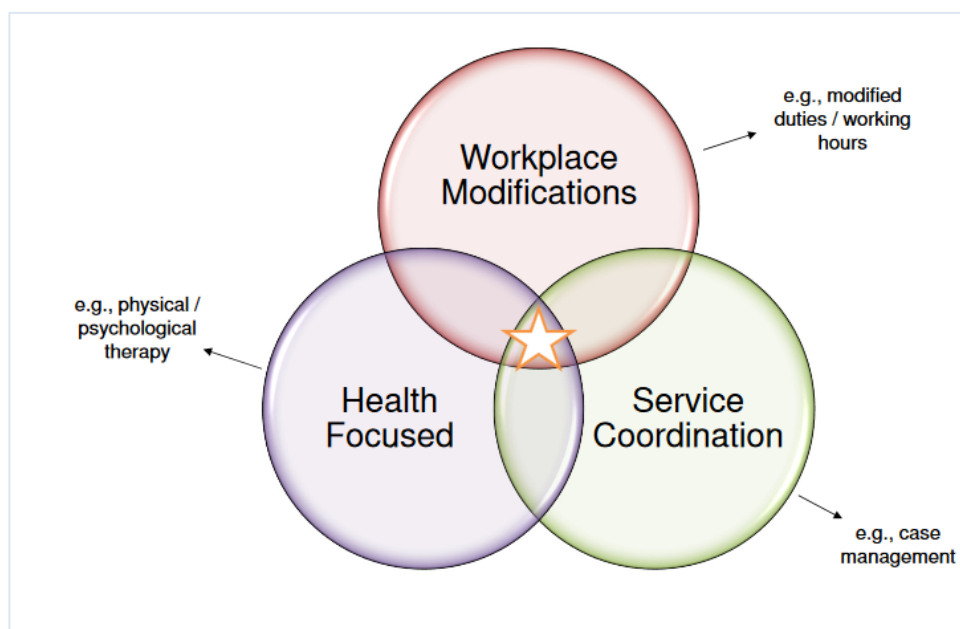 e.g., modified
duties / working
hours
Workplace
Modifications
e.g., physical /
psychological
therapy
Health
Focused
Service
Coordination
e.g., case
management